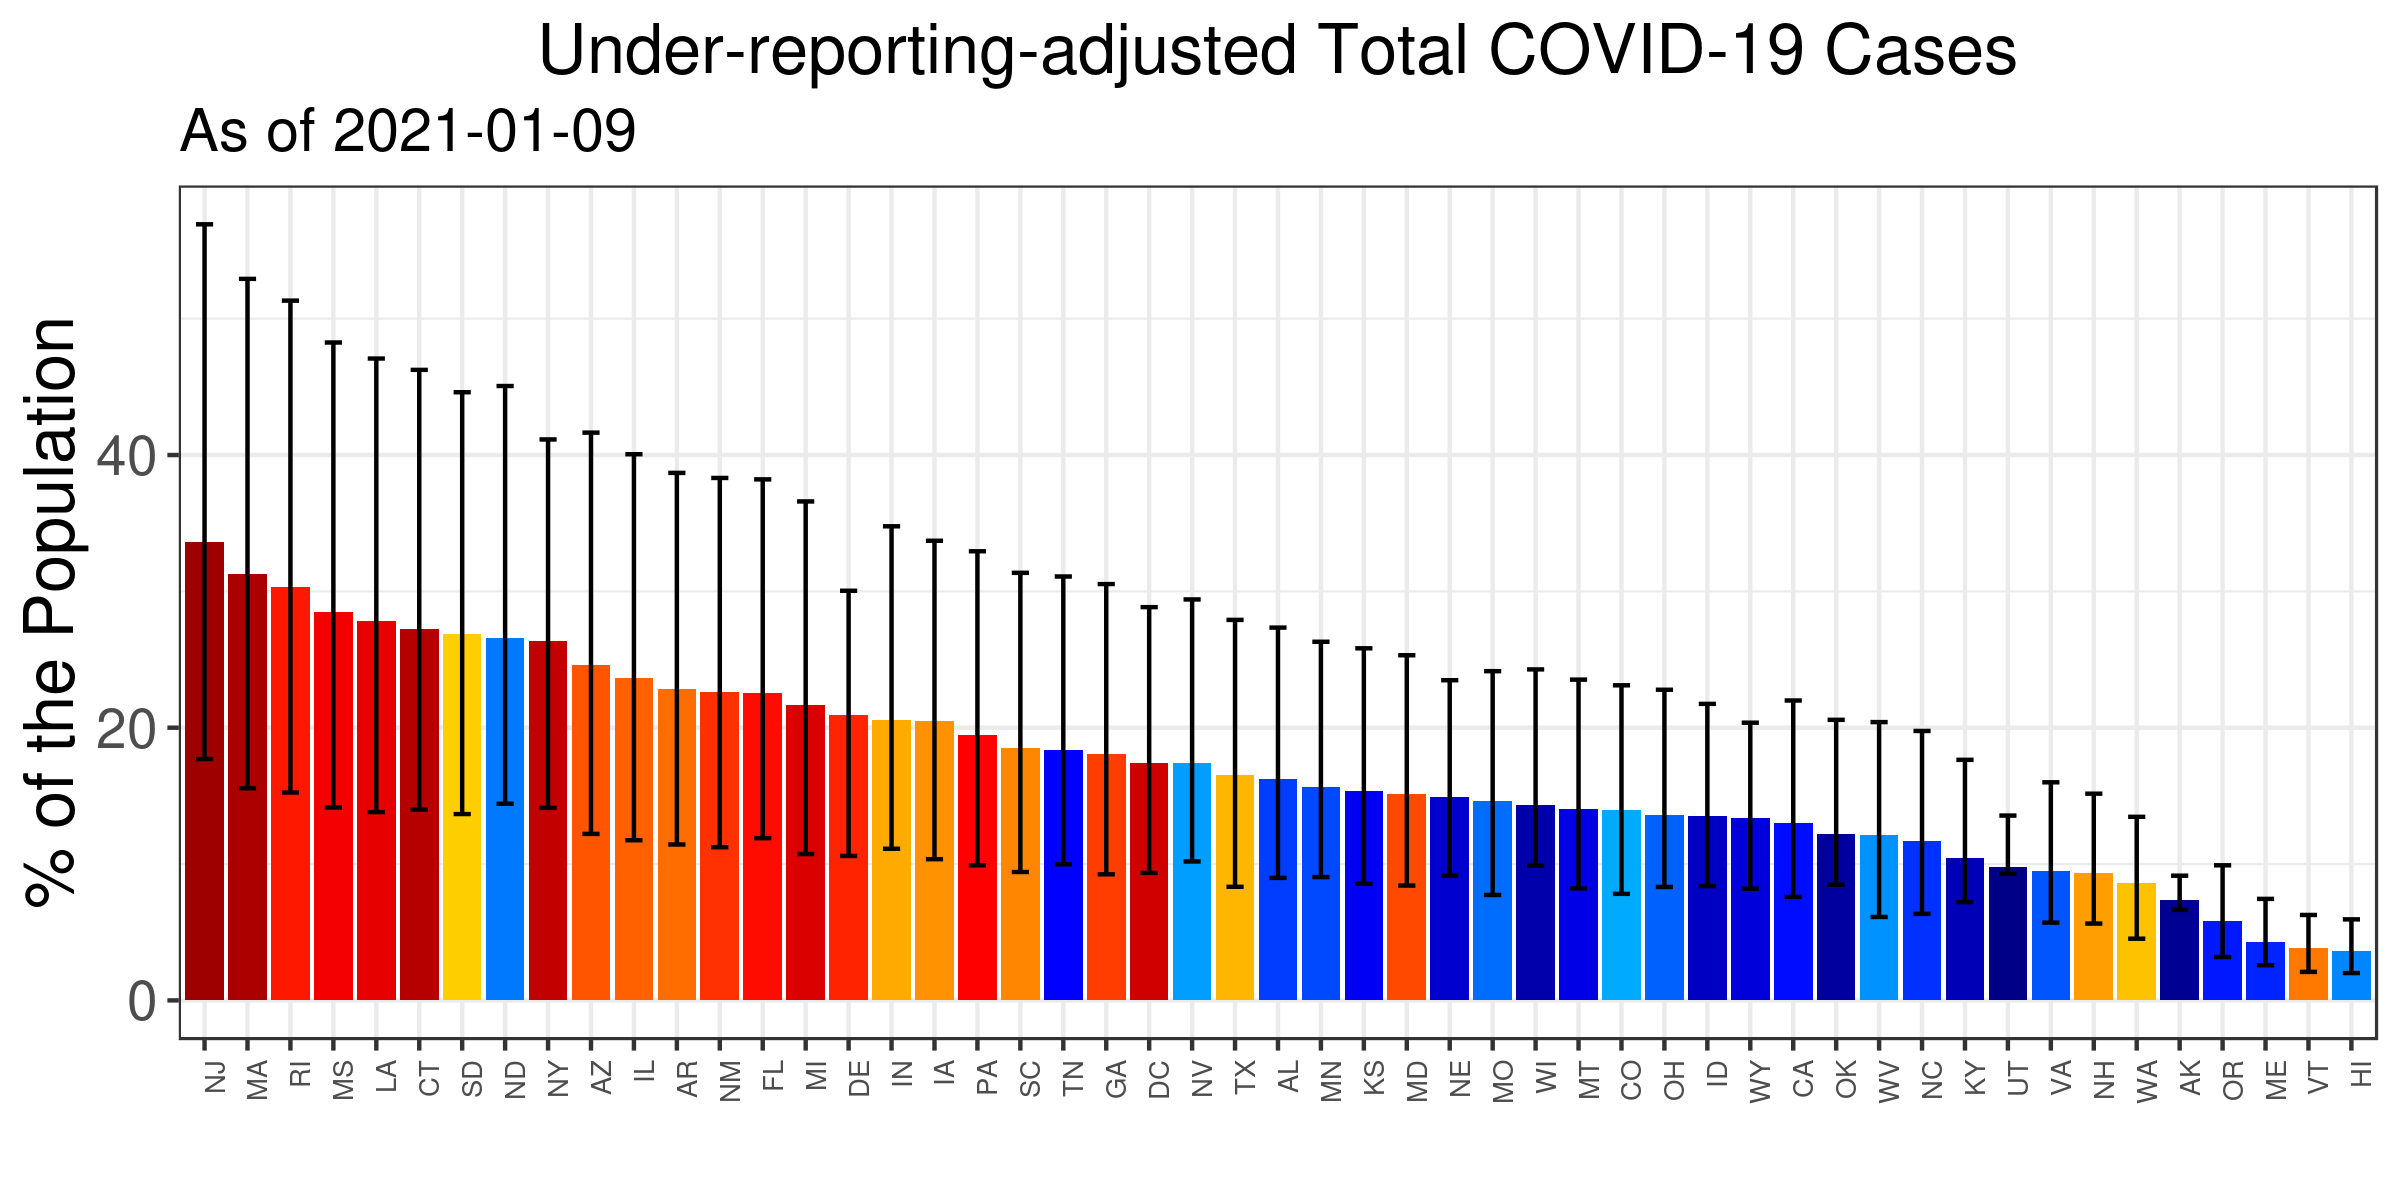 Under-reporting-adjusted Total COVID-19 Cases
As of 2021-01-09
% of the Population
40
20
0
NJ MA RI MS LA CT SD ND NY AZ IL AR NM FL MI DE IN IA PA SC TN GA DC NV TX AL MN KS MD NE MO WI MT CO OH ID WY CA OK WV NC KY UT VA NH WA AK OR ME VT HI